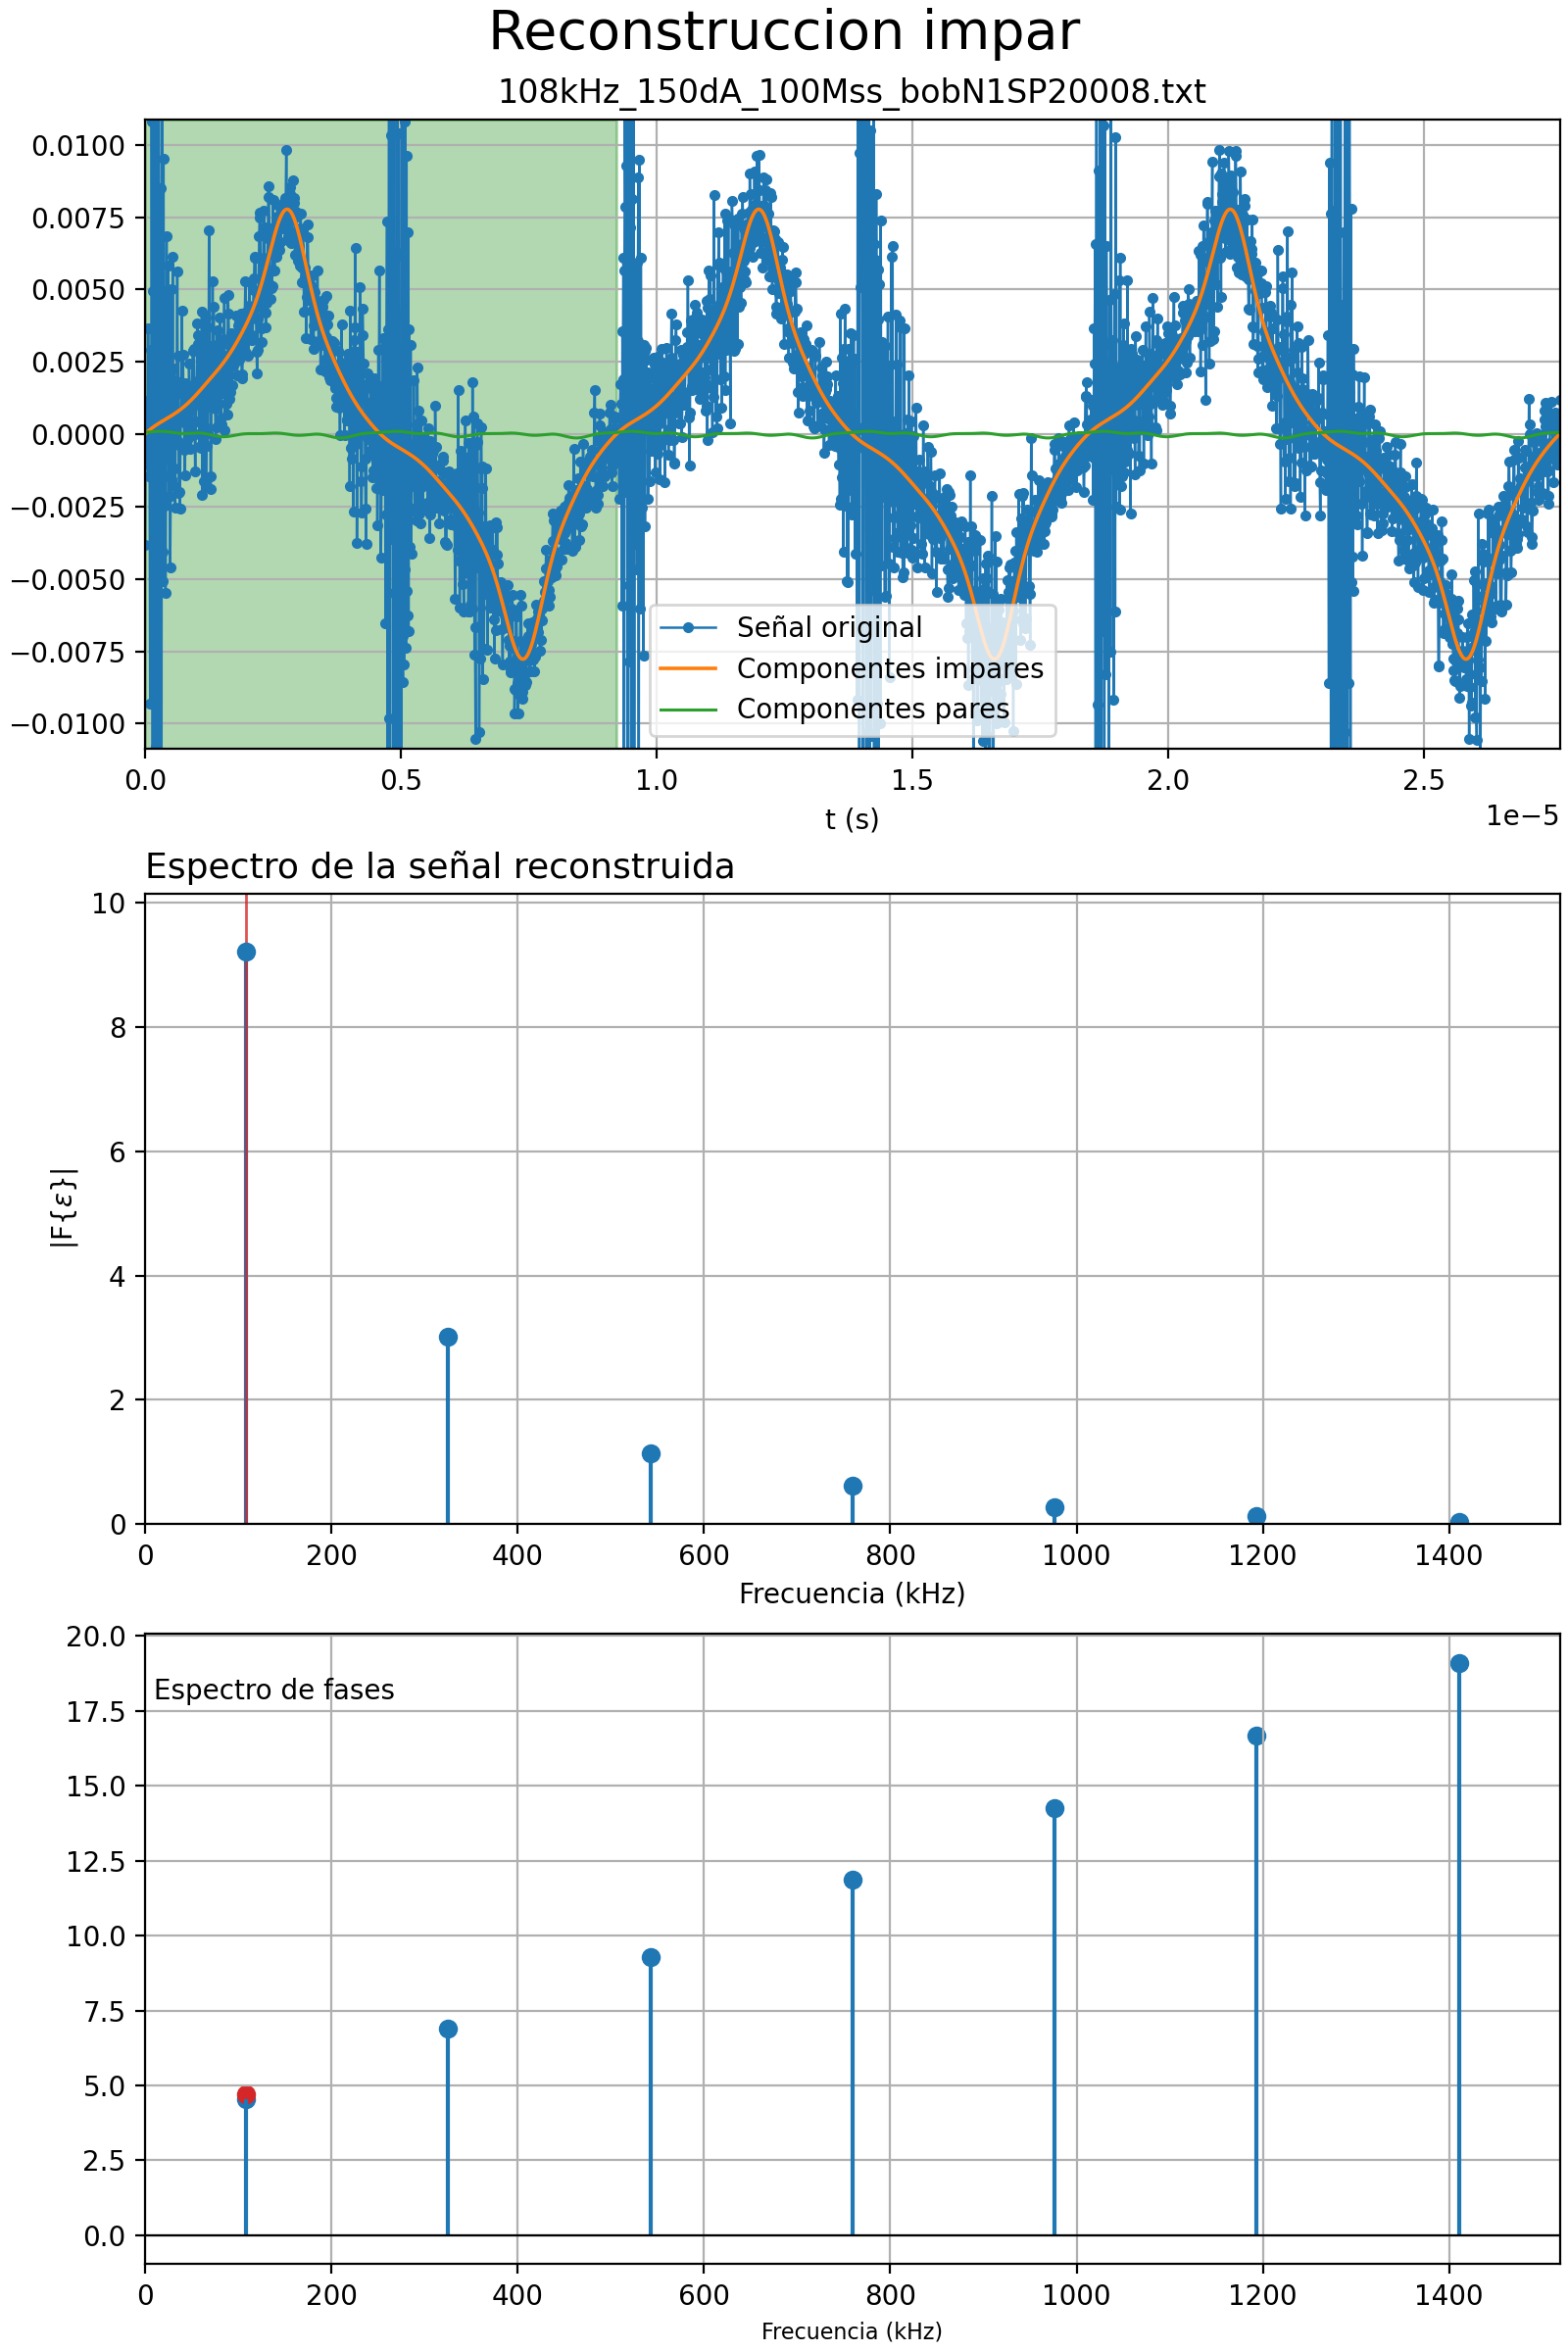 Reconstruccion impar
108kHz_150dA_100Mss_bobN1SP20008.txt
0.0100
0.0075
0.0050
0.0025
0.0000
−0.0025
−0.0050
−0.0075
−0.0100
Señal original
Componentes impares
Componentes pares
0.0 0.5 1.0 1.5 2.0 2.5
1e−5
t (s)
Espectro de la señal reconstruida
10
8
6
4
2
0
|F{ε}|
0 200 400 600 800 1000 1200 1400
Frecuencia (kHz)
20.0
17.5
15.0
12.5
10.0
7.5
5.0
2.5
0.0
Espectro de fases
0 200 400 600 800 1000 1200 1400
Frecuencia (kHz)